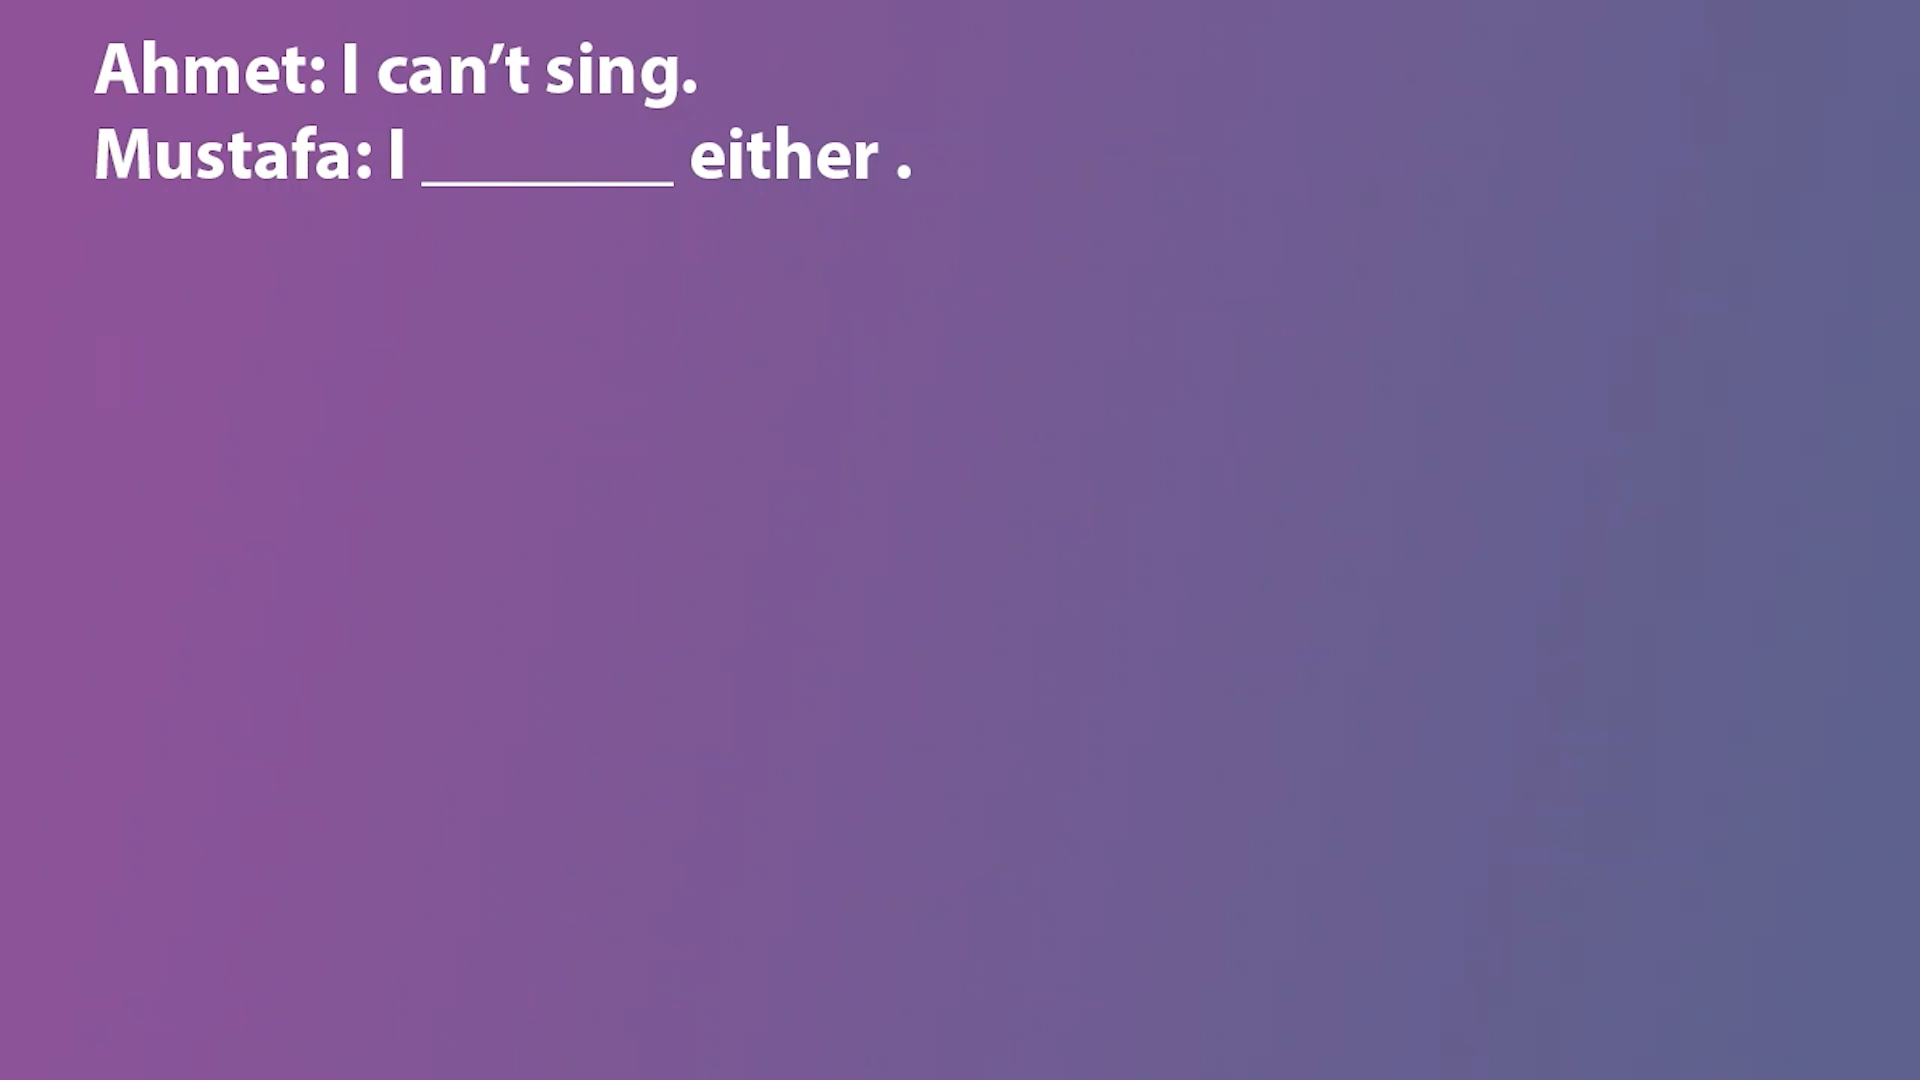 Ahmet: I can’t sing.
Mustafa: I ________ either .